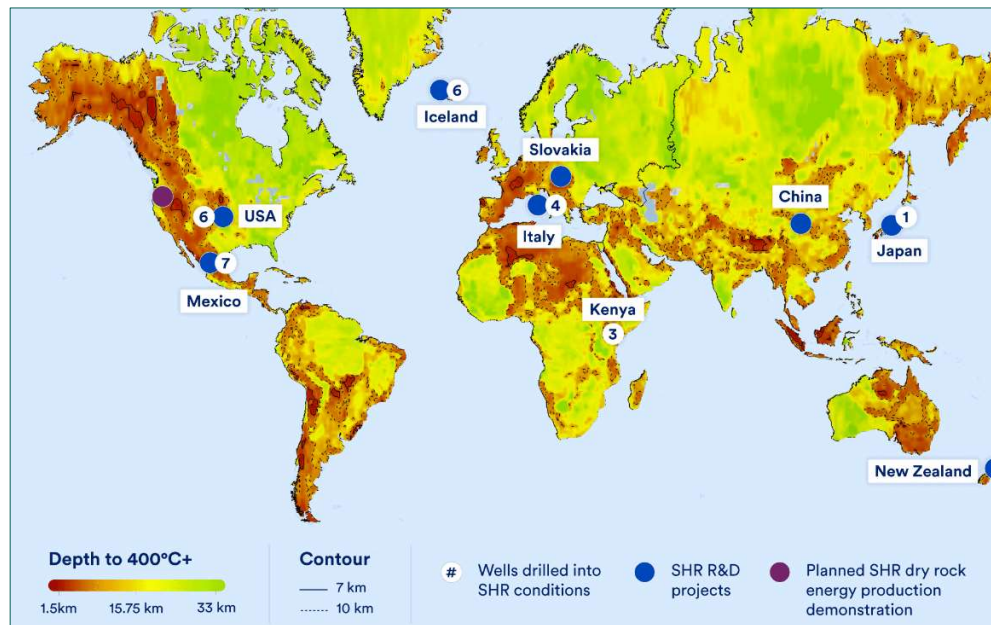 6
Iceland
Slovakia
China
6
USA
4
1
Italy
Japan
7
Mexico
Kenya
3
New Zealand
Depth to 400°C+
1.5km 15.75 km 33 km
Contour
7 km
10 km
# Wells drilled into
SHR conditions
SHR R&D
projects
Planned SHR dry rock
energy production
demonstration